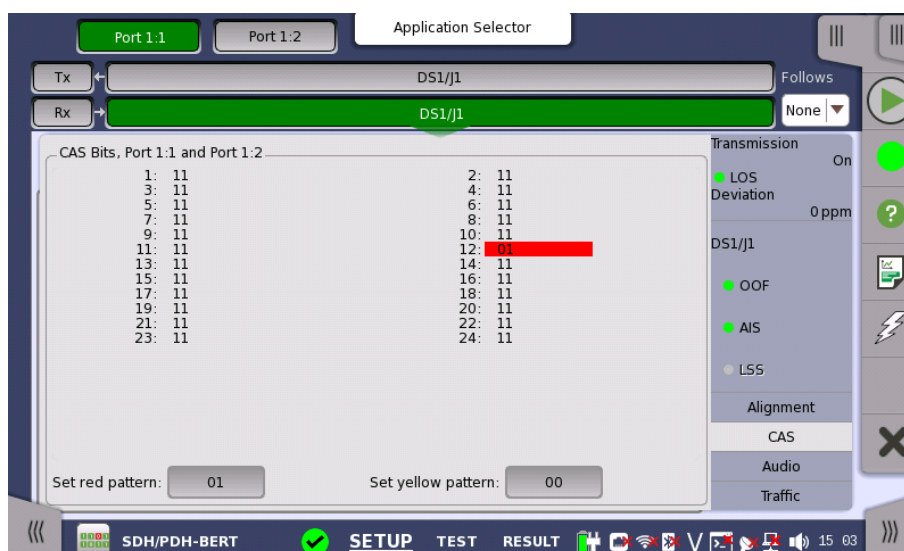 Port 1:1 Port 1:2 Application Selector
Tx DS1/J1 Follows
Rx DS1/J1 None
CAS Bits, Port 1:1 and Port 1:2
1: 11 2: 11
3: 11 4: 11
5: 11 6: 11
7: 11 8: 11
9: 11 10: 11
11: 11 12: 01
13: 11 14: 11
15: 11 16: 11
17: 11 18: 11
19: 11 20: 11
21: 11 22: 11
23: 11 24: 11
Set red pattern: 01 Set yellow pattern: 00
Transmission
On
LOS
Deviation
0 ppm
DS1/J1
OOF
AIS
LSS
Alignment
CAS
Audio
Traffic
SDH/PDH-BERT SETUP TEST RESULT V 15 03